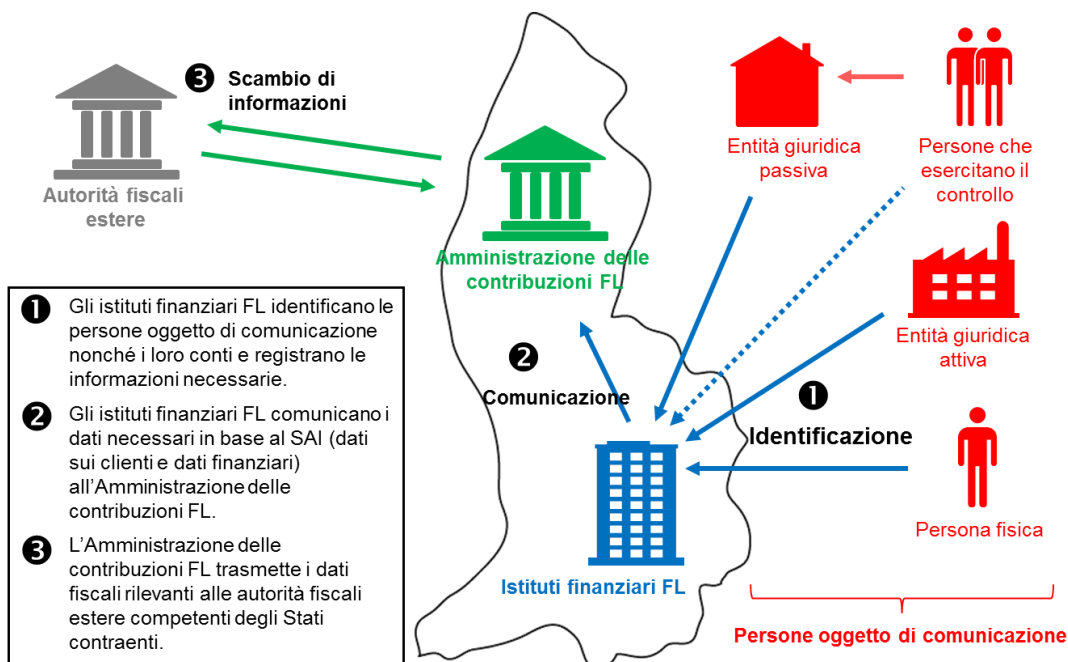 ❸ Scambio di
informazioni
Autorità fiscali
estere
Amministrazione delle
contribuzioni FL
Entità giuridica
passiva
Persone che
esercitano il
controllo
Entità giuridica
attiva
❷
Comunicazione
❶
Identificazione
Persona fisica
Istituti finanziari FL
Persone oggetto di comunicazione
❶ Gli istituti finanziari FL identificano le
persone oggetto di comunicazione
nonché i loro conti e registrano le
informazioni necessarie.
❷ Gli istituti finanziari FL comunicano i
dati necessari in base al SAI (dati
sui clienti e dati finanziari)
all’Amministrazione delle
contribuzioni FL.
❸ L’Amministrazione delle
contribuzioni FL trasmette i dati
fiscali rilevanti alle autorità fiscali
estere competenti degli Stati
contraenti.